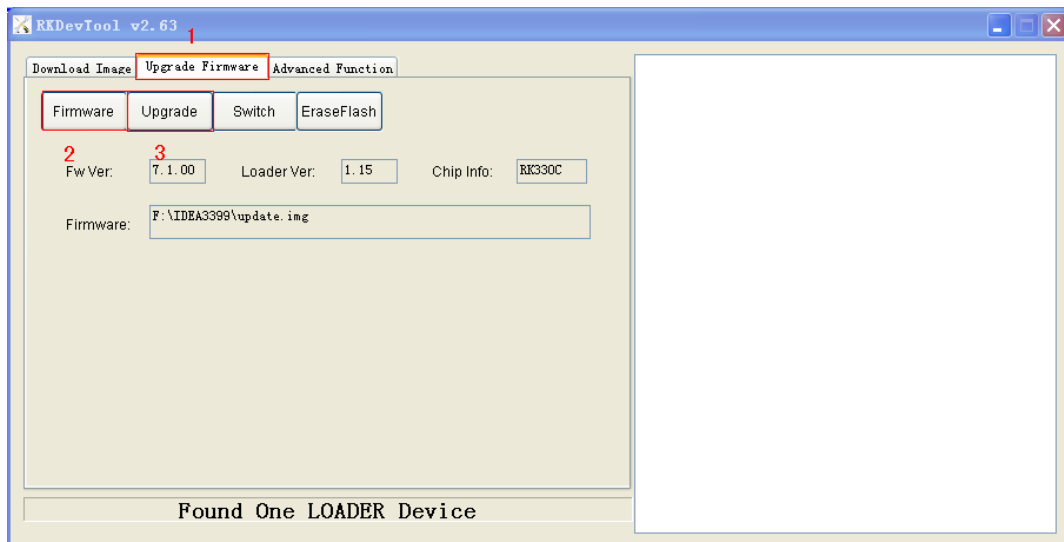 RKDevTool v2.63
1
Download Image Upgrade Firmware Advanced Function
Firmware Upgrade Switch EraseFlash
2 3
Fw Ver: 7.1.00 Loader Ver: 1.15 Chip Info: RK330C
Firmware: F:\IDEA3399\update.img
Found One LOADER Device